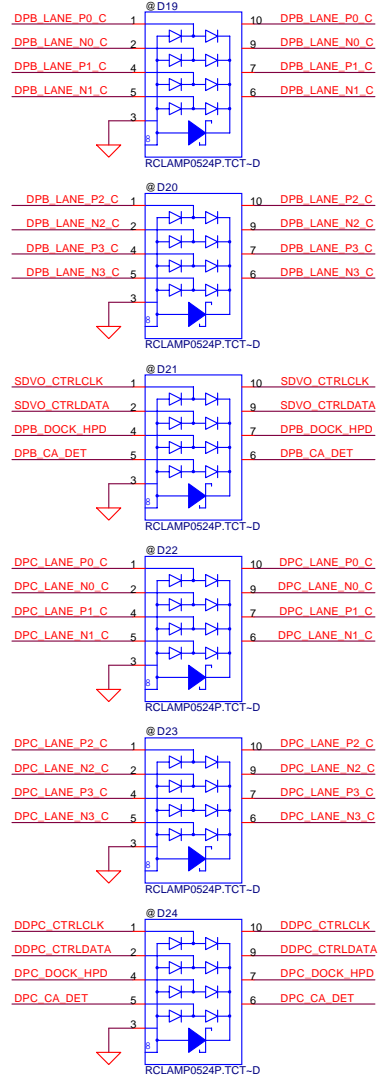 @D19
DPB_LANE_P0_C 1 10 DPB_LANE_P0_C
DPB_LANE_N0_C 2 9 DPB_LANE_N0_C
DPB_LANE_P1_C 4 7 DPB_LANE_P1_C
DPB_LANE_N1_C 5 6 DPB_LANE_N1_C
3
8
RCLAMP0524P.TCT~D
@D20
DPB_LANE_P2_C 1 10 DPB_LANE_P2_C
DPB_LANE_N2_C 2 9 DPB_LANE_N2_C
DPB_LANE_P3_C 4 7 DPB_LANE_P3_C
DPB_LANE_N3_C 5 6 DPB_LANE_N3_C
3
8
RCLAMP0524P.TCT~D
@D21
SDVO_CTRLCLK 1 10 SDVO_CTRLCLK
SDVO_CTRLDATA 2 9 SDVO_CTRLDATA
DPB_DOCK_HPD 4 7 DPB_DOCK_HPD
DPB_CA_DET 5 6 DPB_CA_DET
3
8
RCLAMP0524P.TCT~D
@D22
DPC_LANE_P0_C 1 10 DPC_LANE_P0_C
DPC_LANE_N0_C 2 9 DPC_LANE_N0_C
DPC_LANE_P1_C 4 7 DPC_LANE_P1_C
DPC_LANE_N1_C 5 6 DPC_LANE_N1_C
3
8
RCLAMP0524P.TCT~D
@D23
DPC_LANE_P2_C 1 10 DPC_LANE_P2_C
DPC_LANE_N2_C 2 9 DPC_LANE_N2_C
DPC_LANE_P3_C 4 7 DPC_LANE_P3_C
DPC_LANE_N3_C 5 6 DPC_LANE_N3_C
3
8
RCLAMP0524P.TCT~D
@D24
DDPC_CTRLCLK 1 10 DDPC_CTRLCLK
DDPC_CTRLDATA 2 9 DDPC_CTRLDATA
DPC_DOCK_HPD 4 7 DPC_DOCK_HPD
DPC_CA_DET 5 6 DPC_CA_DET
3
8
RCLAMP0524P.TCT~D